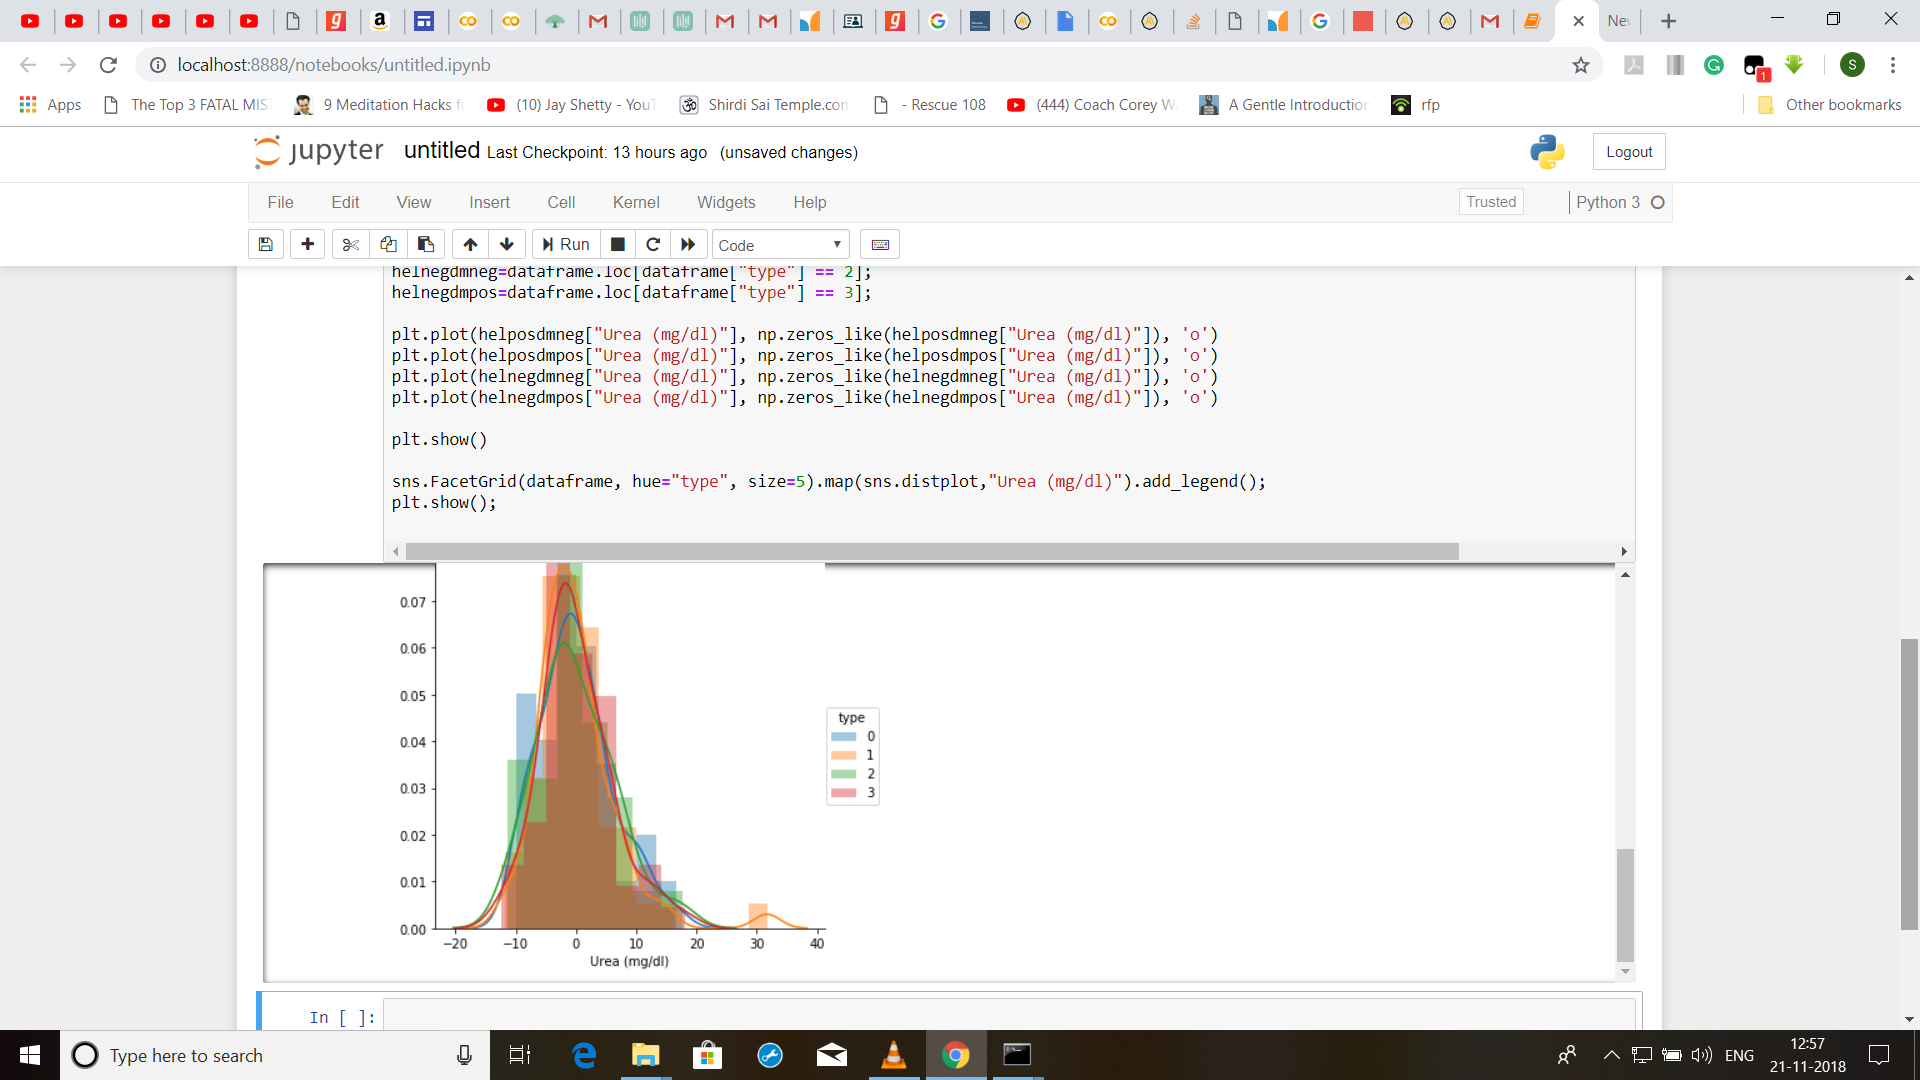 New
localhost:8888/notebooks/untitled.ipynb
1
S
Apps
The Top 3 FATAL MIS
9 Meditation Hacks f
(10) Jay Shetty - You
Shirdi Sai Temple.com
- Rescue 108
(444) Coach Corey W
A Gentle Introduction
rfp
Other bookmarks
jupyter
untitled Last Checkpoint: 13 hours ago (unsaved changes)
Logout
File Edit View Insert Cell Kernel Widgets Help
Trusted
Python 3
Run
Code
helnegdmneg=dataframe.loc[dataframe["type"] == 2];
helnegdmpos=dataframe.loc[dataframe["type"] == 3];
plt.plot(helposdmneg["Urea (mg/dl)"], np.zeros_like(helposdmneg["Urea (mg/dl)"]), 'o')
plt.plot(helposdmpos["Urea (mg/dl)"], np.zeros_like(helposdmpos["Urea (mg/dl)"]), 'o')
plt.plot(helnegdmneg["Urea (mg/dl)"], np.zeros_like(helnegdmneg["Urea (mg/dl)"]), 'o')
plt.plot(helnegdmpos["Urea (mg/dl)"], np.zeros_like(helnegdmpos["Urea (mg/dl)"]), 'o')
plt.show()
sns.FacetGrid(dataframe, hue="type", size=5).map(sns.distplot,"Urea (mg/dl)").add_legend();
plt.show();
0.07
0.06
0.05
0.04
0.03
0.02
0.01
0.00
−20 −10 0 10 20 30 40
Urea (mg/dl)
type
0
1
2
3
In [ ]:
Type here to search
ENG
12:57
21-11-2018